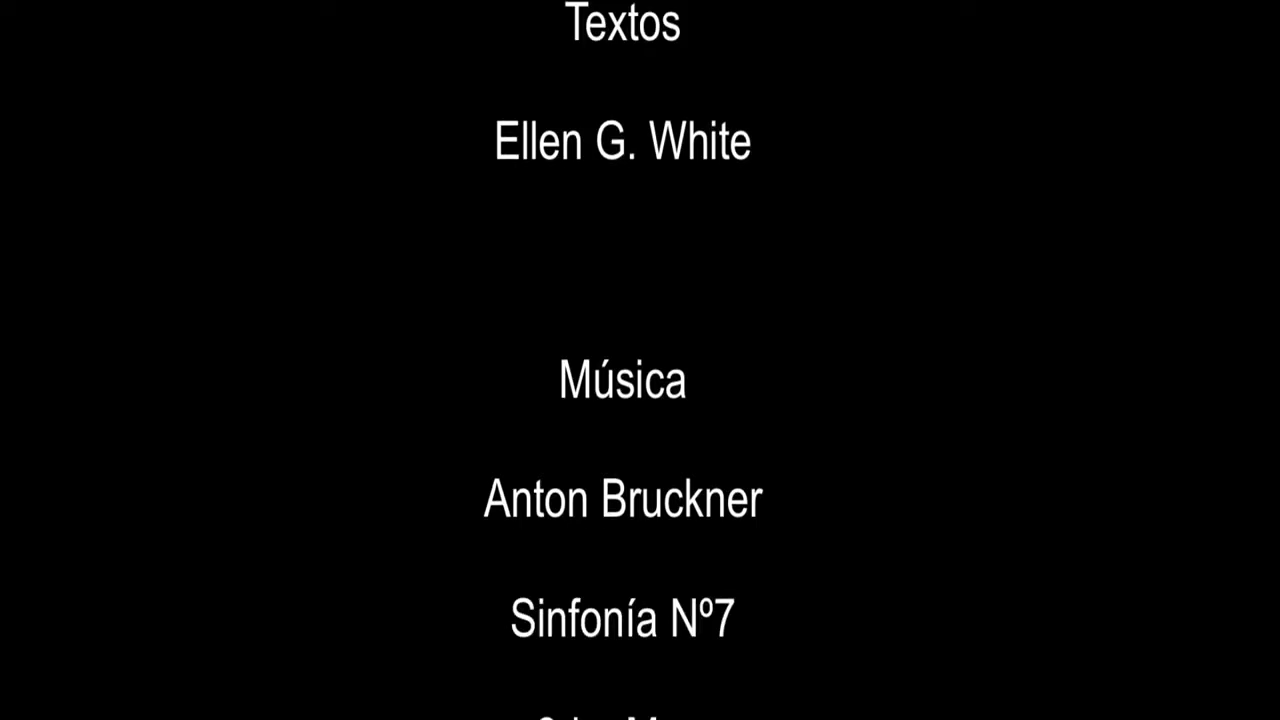 Textos
Ellen G. White
Música
Anton Bruckner
Sinfonía Nº7